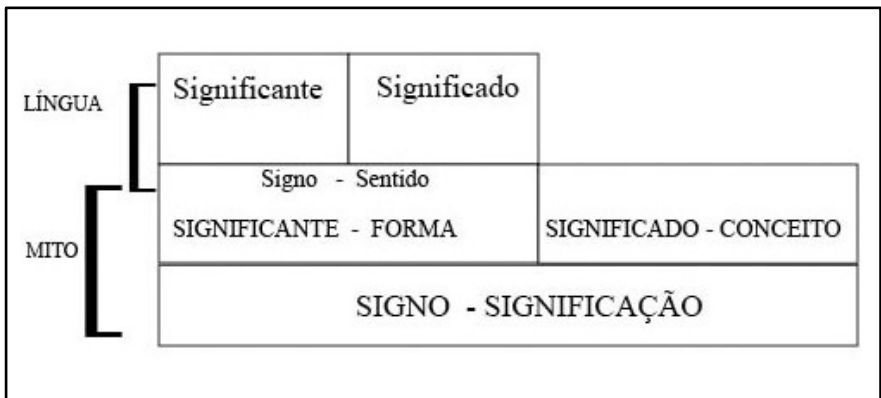 Significante Significado
LÍNGUA
Signo - Sentido
SIGNIFICANTE - FORMA SIGNIFICADO - CONCEITO
MITO
SIGNO - SIGNIFICAÇÃO